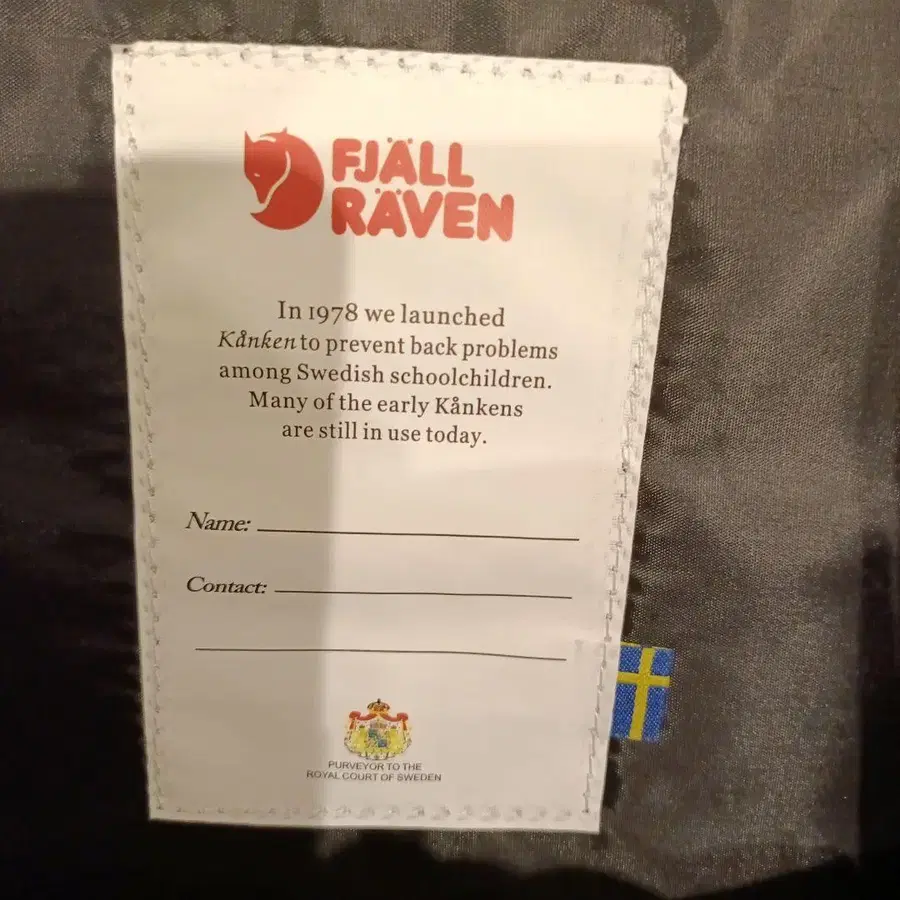 FJÄLL
RÄVEN
In 1978 we launched
Kånken to prevent back problems
among Swedish schoolchildren.
Many of the early Kånkens
are still in use today.
Name:
Contact:
PURVEYOR TO THE
ROYAL COURT OF SWEDEN